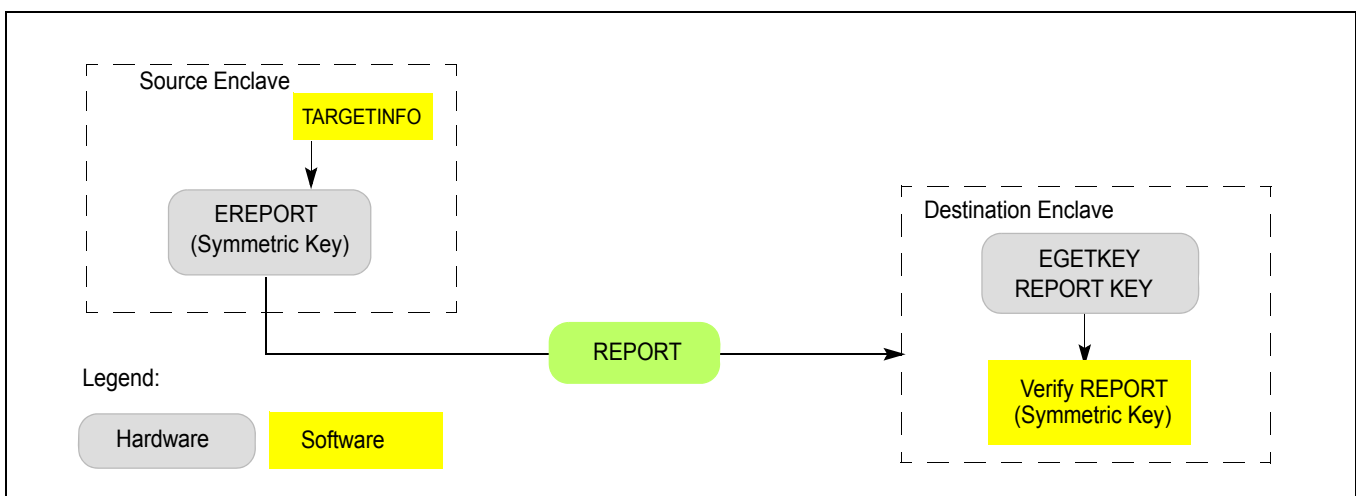 Source Enclave
TARGETINFO
EREPORT
(Symmetric Key)
REPORT
Destination Enclave
EGETKEY
REPORT KEY
Verify REPORT
(Symmetric Key)
Legend:
Hardware
Software